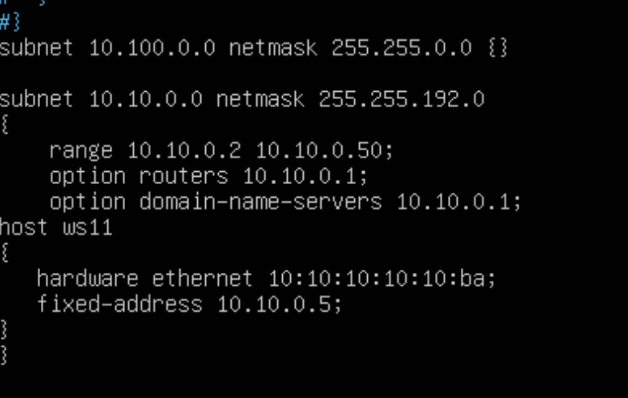 #}
subnet 10.100.0.0 netmask 255.255.0.0 {}
subnet 10.10.0.0 netmask 255.255.192.0
{
range 10.10.0.2 10.10.0.50;
option routers 10.10.0.1;
option domain-name-servers 10.10.0.1;
host ws11
{
hardware ethernet 10:10:10:10:10:ba;
fixed-address 10.10.0.5;
}
}